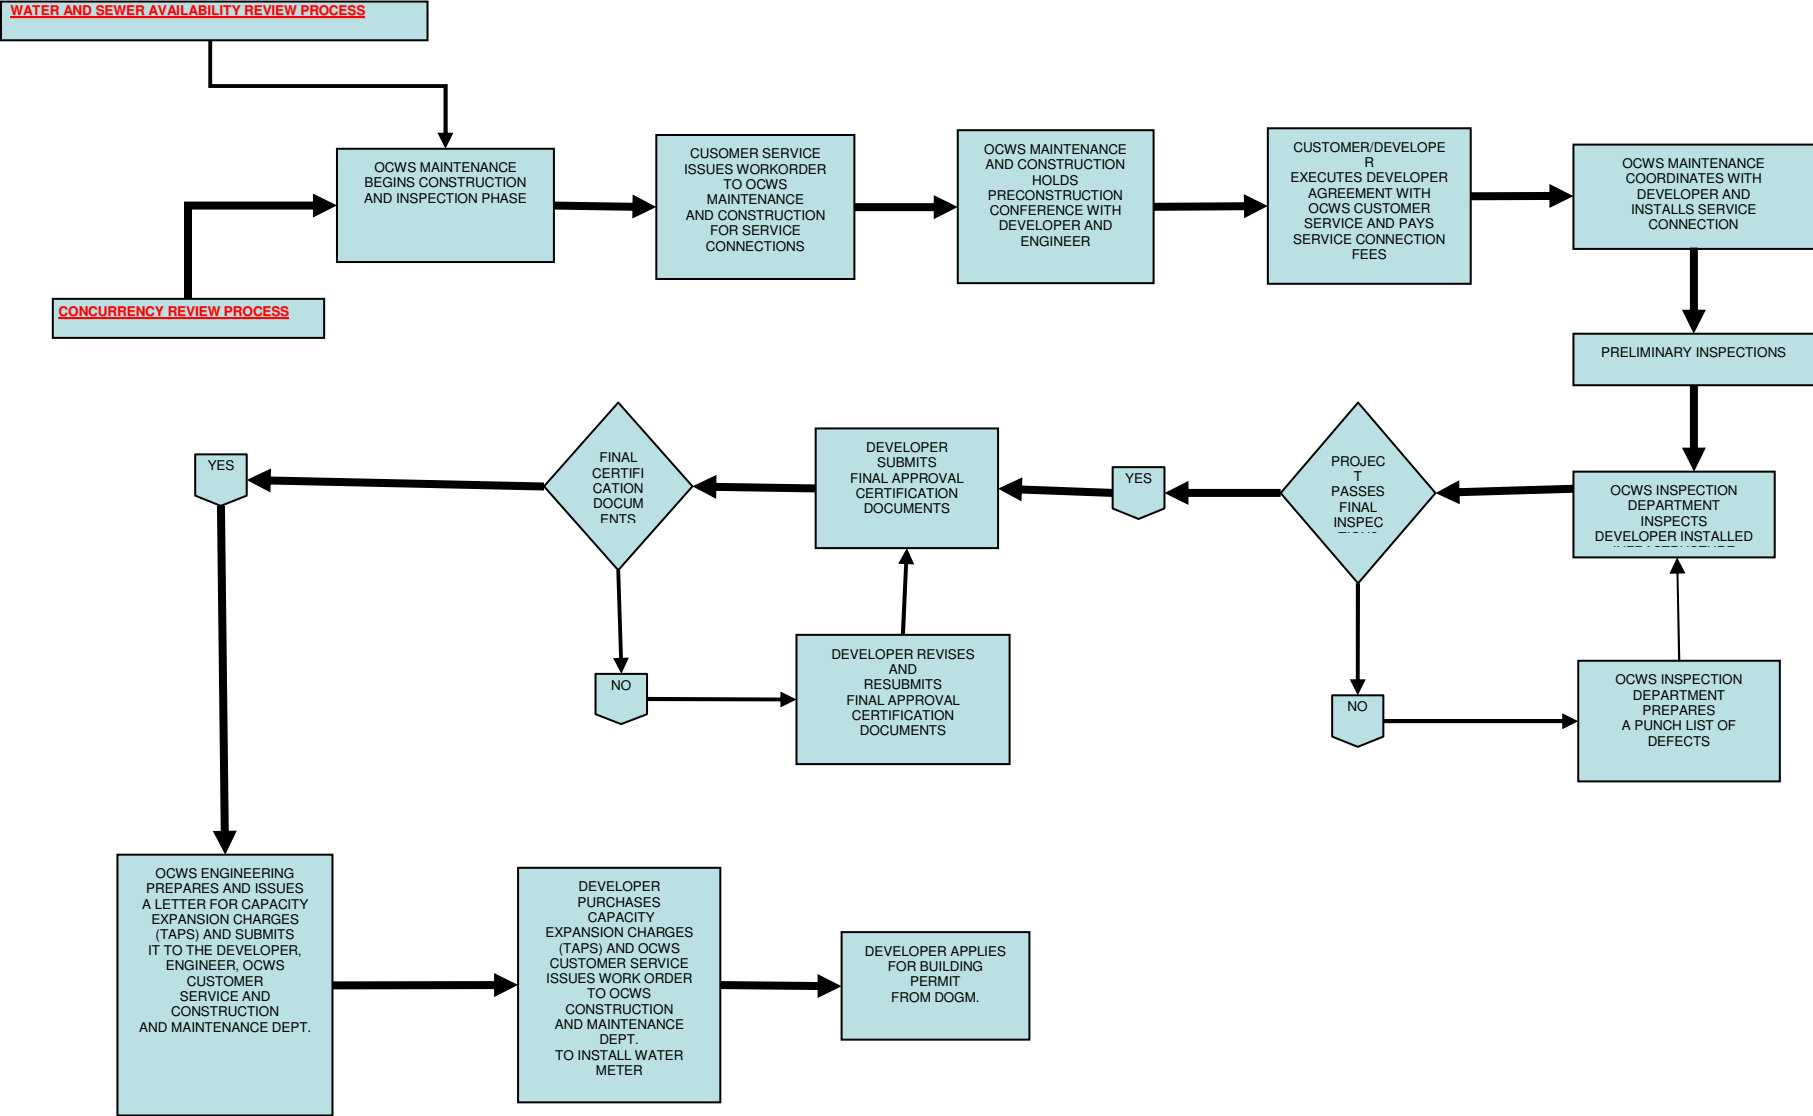 WATER AND SEWER AVAILABILITY REVIEW PROCESS
OCWS MAINTENANCE
BEGINS CONSTRUCTION
AND INSPECTION PHASE
CUSOMER SERVICE
ISSUES WORKORDER
TO OCWS
MAINTENANCE
AND CONSTRUCTION
FOR SERVICE
CONNECTIONS
OCWS MAINTENANCE
AND CONSTRUCTION
HOLDS
PRECONSTRUCTION
CONFERENCE WITH
DEVELOPER AND
ENGINEER
CUSTOMER/DEVELOPE
R
EXECUTES DEVELOPER
AGREEMENT WITH
OCWS CUSTOMER
SERVICE AND PAYS
SERVICE CONNECTION
FEES
OCWS MAINTENANCE
COORDINATES WITH
DEVELOPER AND
INSTALLS SERVICE
CONNECTION
CONCURRENCY REVIEW PROCESS
PRELIMINARY INSPECTIONS
YES
FINAL
CERTIFI
CATION
DOCUM
ENTS
DEVELOPER
SUBMITS
FINAL APPROVAL
CERTIFICATION
DOCUMENTS
YES
PROJEC
T
PASSES
FINAL
INSPEC
OCWS INSPECTION
DEPARTMENT
INSPECTS
DEVELOPER INSTALLED
NO
DEVELOPER REVISES
AND
RESUBMITS
FINAL APPROVAL
CERTIFICATION
DOCUMENTS
NO
OCWS INSPECTION
DEPARTMENT
PREPARES
A PUNCH LIST OF
DEFECTS
OCWS ENGINEERING
PREPARES AND ISSUES
A LETTER FOR CAPACITY
EXPANSION CHARGES
(TAPS) AND SUBMITS
IT TO THE DEVELOPER,
ENGINEER, OCWS
CUSTOMER
SERVICE AND
CONSTRUCTION
AND MAINTENANCE DEPT.
DEVELOPER
PURCHASES
CAPACITY
EXPANSION CHARGES
(TAPS) AND OCWS
CUSTOMER SERVICE
ISSUES WORK ORDER
TO OCWS
CONSTRUCTION
AND MAINTENANCE
DEPT.
TO INSTALL WATER
METER
DEVELOPER APPLIES
FOR BUILDING
PERMIT
FROM DOGM.